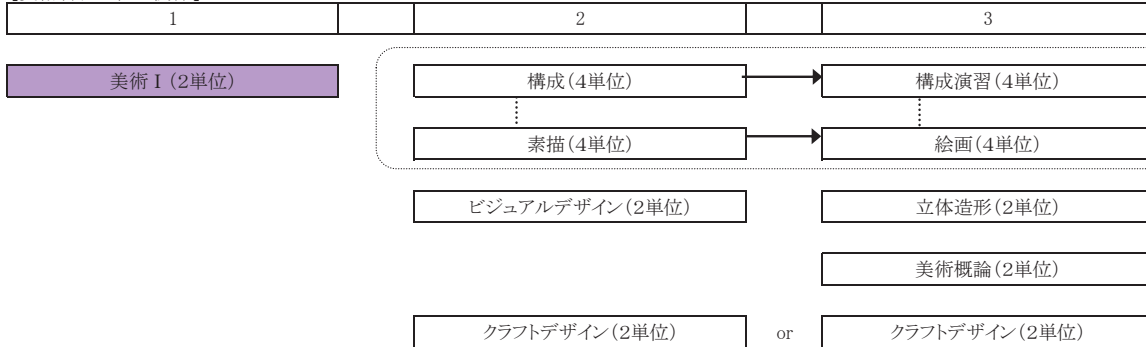 1 2 3
美術Ⅰ(2単位) 構成(4単位) 構成演習(4単位)
素描(4単位) 絵画(4単位)
ビジュアルデザイン(2単位) 立体造形(2単位)
美術概論(2単位)
クラフトデザイン(2単位) or クラフトデザイン(2単位)